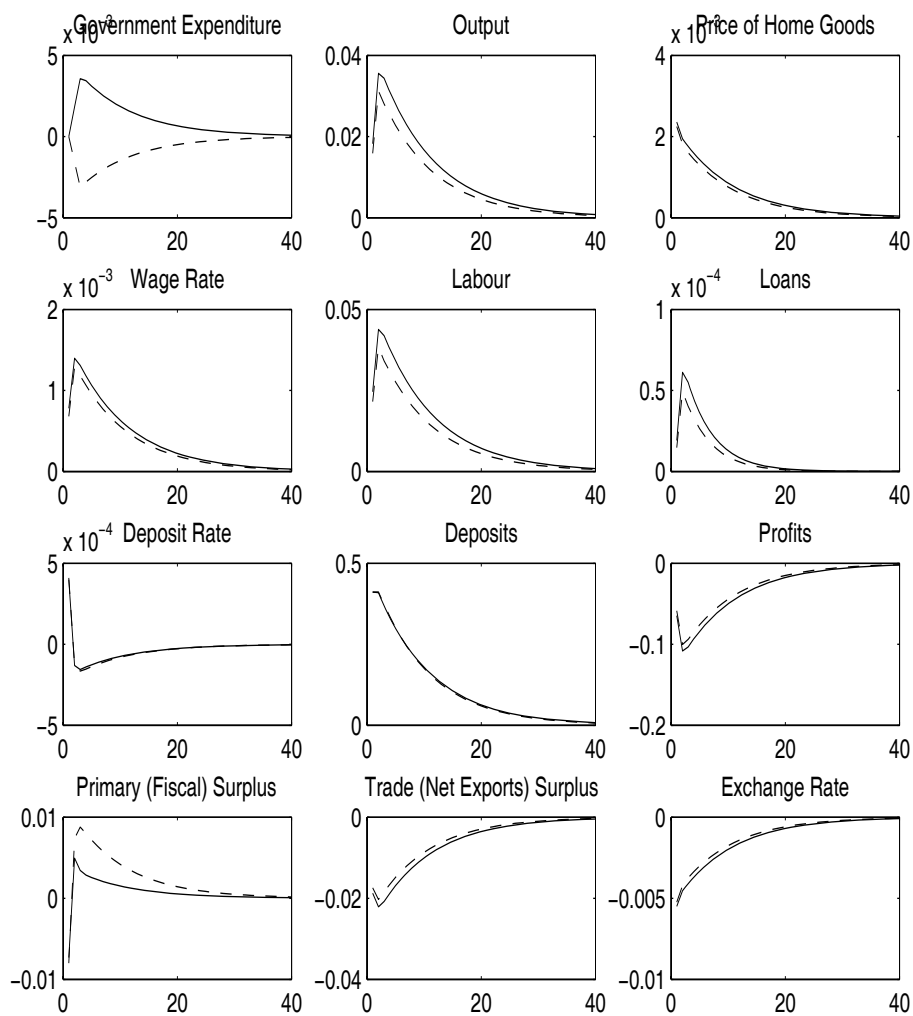 Government Expenditure
x 10⁻³
5
0
−5
0 20 40
Output
0.04
0.02
0
0 20 40
Price of Home Goods
x 10⁻³
4
2
0
0 20 40
Wage Rate
x 10⁻³
2
1
0
0 20 40
Labour
0.05
0
0 20 40
Loans
x 10⁻⁴
1
0.5
0
0 20 40
Deposit Rate
x 10⁻⁴
5
0
−5
0 20 40
Deposits
0.5
0
0 20 40
Profits
0
−0.1
−0.2
0 20 40
Primary (Fiscal) Surplus
0.01
0
−0.01
0 20 40
Trade (Net Exports) Surplus
0
−0.02
−0.04
0 20 40
Exchange Rate
0
−0.005
−0.01
0 20 40